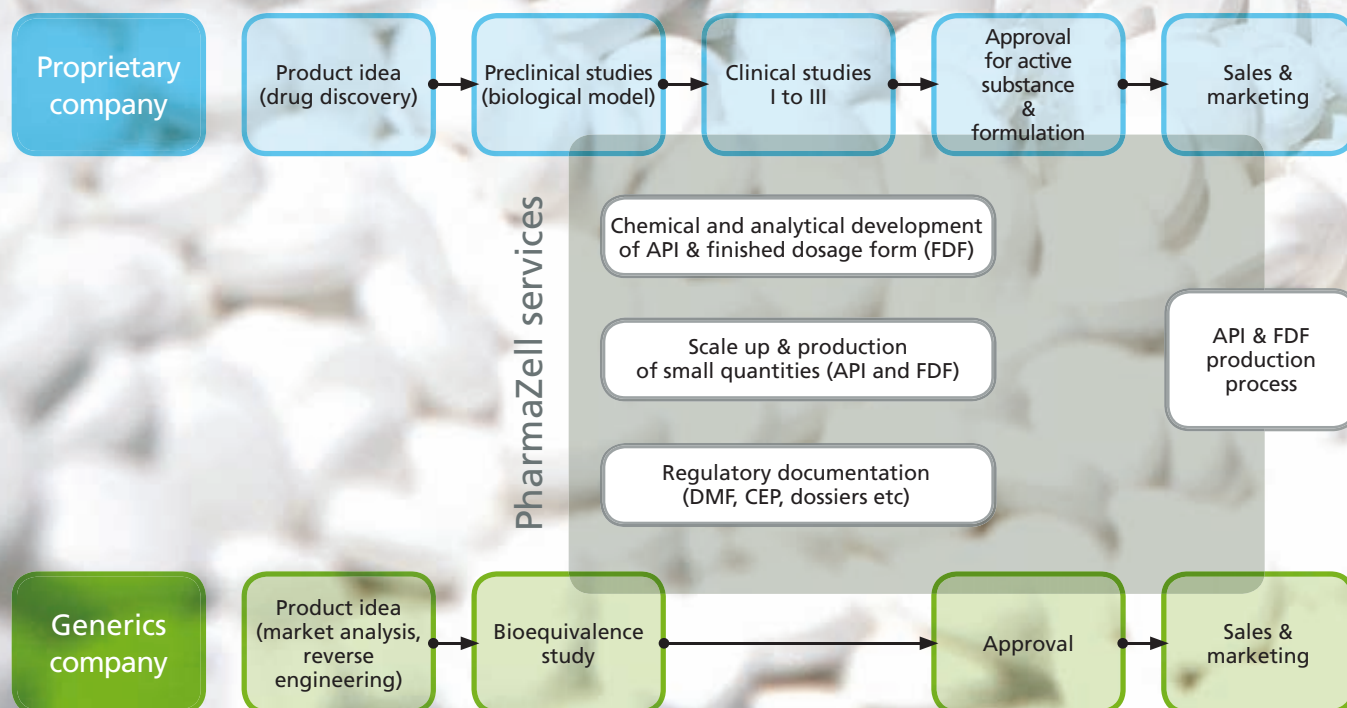 Proprietary
company
Product idea
(drug discovery)
Preclinical studies
(biological model)
Clinical studies
I to III
Approval
for active
substance
&
formulation
Sales &
marketing
PharmaZell services
Chemical and analytical development
of API & finished dosage form (FDF)
Scale up & production
of small quantities (API and FDF)
Regulatory documentation
(DMF, CEP, dossiers etc)
API & FDF
production
process
Generics
company
Product idea
(market analysis,
reverse
engineering)
Bioequivalence
study
Approval
Sales &
marketing